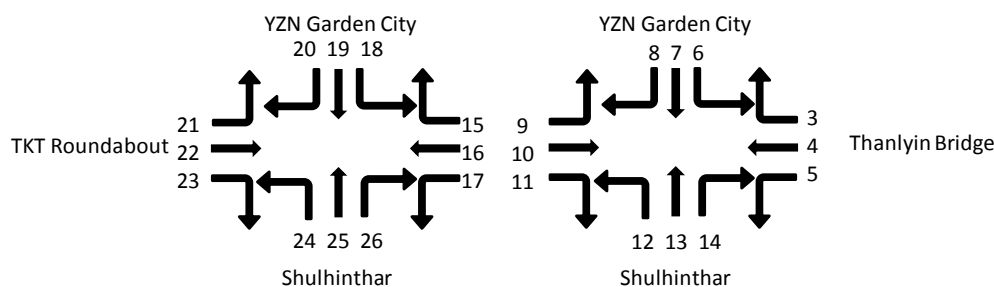 YZN Garden City YZN Garden City
20 19 18 8 7 6
21 15 9 3
TKT Roundabout 22 16 10 4 Thanlyin Bridge
23 17 11 5
24 25 26 12 13 14
Shulhinthar Shulhinthar